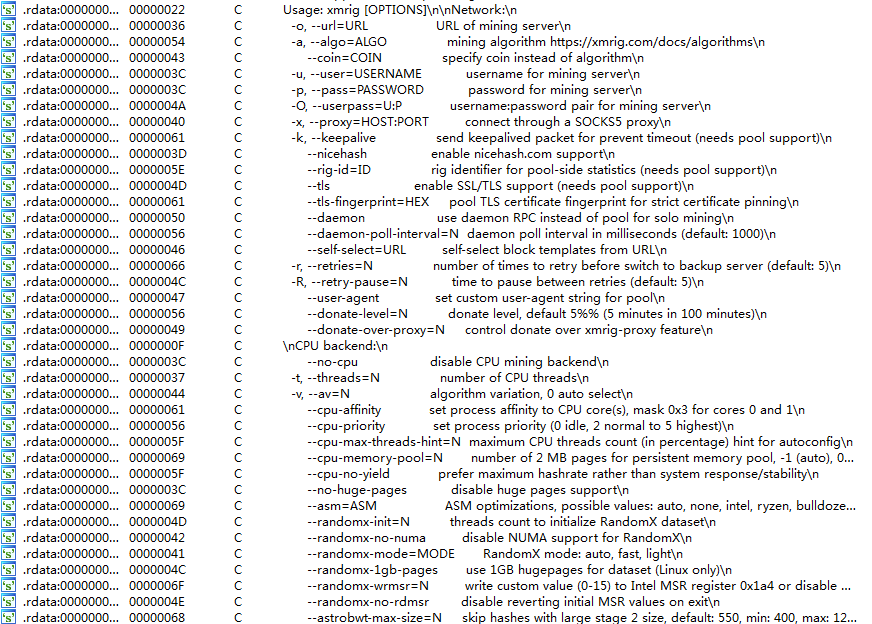 's' .rdata:0000000... 00000022 C Usage: xmrig [OPTIONS]\n\nNetwork:\n
's' .rdata:0000000... 00000036 C -o, --url=URL URL of mining server\n
's' .rdata:0000000... 00000054 C -a, --algo=ALGO mining algorithm https://xmrig.com/docs/algorithms\n
's' .rdata:0000000... 00000043 C --coin=COIN specify coin instead of algorithm\n
's' .rdata:0000000... 0000003C C -u, --user=USERNAME username for mining server\n
's' .rdata:0000000... 0000003C C -p, --pass=PASSWORD password for mining server\n
's' .rdata:0000000... 0000004A C -O, --userpass=U:P username:password pair for mining server\n
's' .rdata:0000000... 00000040 C -x, --proxy=HOST:PORT connect through a SOCKS5 proxy\n
's' .rdata:0000000... 00000061 C -k, --keepalive send keepalived packet for prevent timeout (needs pool support)\n
's' .rdata:0000000... 0000003D C --nicehash enable nicehash.com support\n
's' .rdata:0000000... 0000005E C --rig-id=ID rig identifier for pool-side statistics (needs pool support)\n
's' .rdata:0000000... 0000004D C --tls enable SSL/TLS support (needs pool support)\n
's' .rdata:0000000... 00000061 C --tls-fingerprint=HEX pool TLS certificate fingerprint for strict certificate pinning\n
's' .rdata:0000000... 00000050 C --daemon use daemon RPC instead of pool for solo mining\n
's' .rdata:0000000... 00000056 C --daemon-poll-interval=N daemon poll interval in milliseconds (default: 1000)\n
's' .rdata:0000000... 00000046 C --self-select=URL self-select block templates from URL\n
's' .rdata:0000000... 00000066 C -r, --retries=N number of times to retry before switch to backup server (default: 5)\n
's' .rdata:0000000... 0000004C C -R, --retry-pause=N time to pause between retries (default: 5)\n
's' .rdata:0000000... 00000047 C --user-agent set custom user-agent string for pool\n
's' .rdata:0000000... 00000056 C --donate-level=N donate level, default 5%% (5 minutes in 100 minutes)\n
's' .rdata:0000000... 00000049 C --donate-over-proxy=N control donate over xmrig-proxy feature\n
's' .rdata:0000000... 0000000F C \nCPU backend:\n
's' .rdata:0000000... 0000003C C --no-cpu disable CPU mining backend\n
's' .rdata:0000000... 00000037 C -t, --threads=N number of CPU threads\n
's' .rdata:0000000... 00000044 C -v, --av=N algorithm variation, 0 auto select\n
's' .rdata:0000000... 00000061 C --cpu-affinity set process affinity to CPU core(s), mask 0x3 for cores 0 and 1\n
's' .rdata:0000000... 00000056 C --cpu-priority set process priority (0 idle, 2 normal to 5 highest)\n
's' .rdata:0000000... 0000005F C --cpu-max-threads-hint=N maximum CPU threads count (in percentage) hint for autoconfig\n
's' .rdata:0000000... 00000069 C --cpu-memory-pool=N number of 2 MB pages for persistent memory pool, -1 (auto), 0...
's' .rdata:0000000... 0000005F C --cpu-no-yield prefer maximum hashrate rather than system response/stability\n
's' .rdata:0000000... 0000003C C --no-huge-pages disable huge pages support\n
's' .rdata:0000000... 00000069 C --asm=ASM ASM optimizations, possible values: auto, none, intel, ryzen, bulldoze...
's' .rdata:0000000... 0000004D C --randomx-init=N threads count to initialize RandomX dataset\n
's' .rdata:0000000... 00000042 C --randomx-no-numa disable NUMA support for RandomX\n
's' .rdata:0000000... 00000041 C --randomx-mode=MODE RandomX mode: auto, fast, light\n
's' .rdata:0000000... 0000004C C --randomx-1gb-pages use 1GB hugepages for dataset (Linux only)\n
's' .rdata:0000000... 0000006F C --randomx-wrmsr=N write custom value (0-15) to Intel MSR register 0x1a4 or disable ...
's' .rdata:0000000... 0000004E C --randomx-no-rdmsr disable reverting initial MSR values on exit\n
's' .rdata:0000000... 00000068 C --astrobwt-max-size=N skip hashes with large stage 2 size, default: 550, min: 400, max: 12...